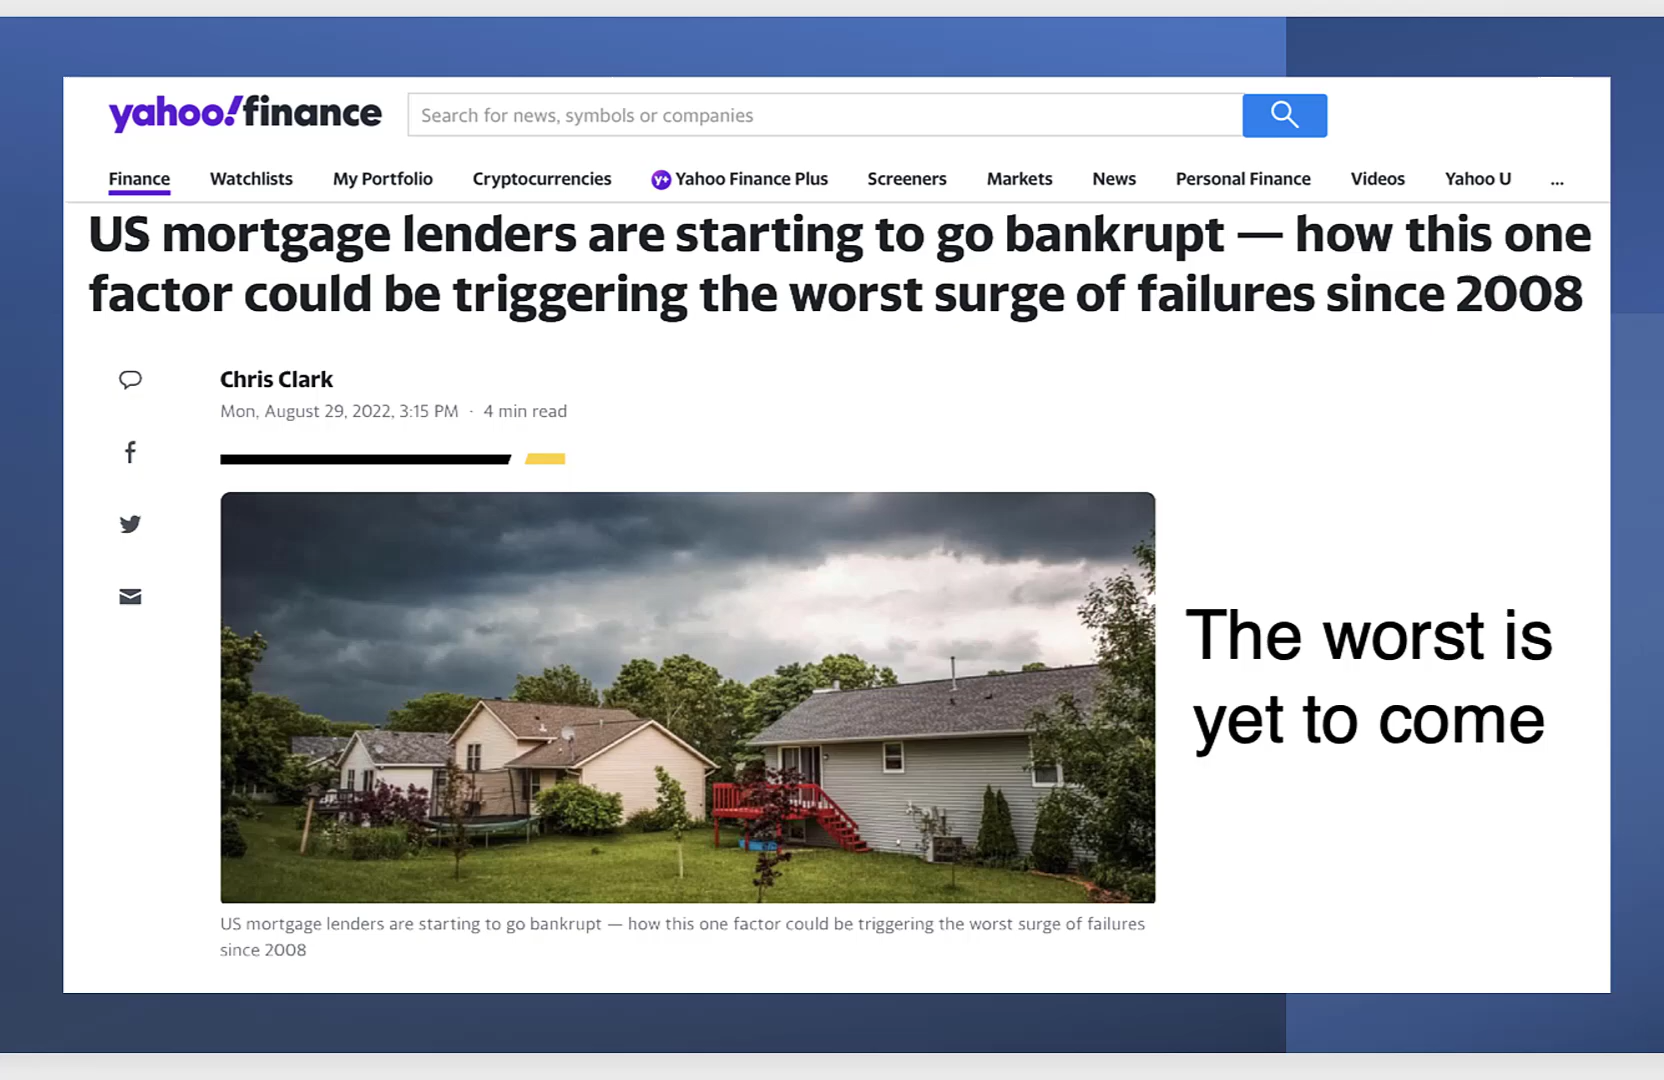 yahoo!finance
Search for news, symbols or companies
Finance Watchlists My Portfolio Cryptocurrencies y+ Yahoo Finance Plus Screeners Markets News Personal Finance Videos Yahoo U ...
US mortgage lenders are starting to go bankrupt — how this one
factor could be triggering the worst surge of failures since 2008
Chris Clark
Mon, August 29, 2022, 3:15 PM · 4 min read
The worst is
yet to come
US mortgage lenders are starting to go bankrupt — how this one factor could be triggering the worst surge of failures
since 2008